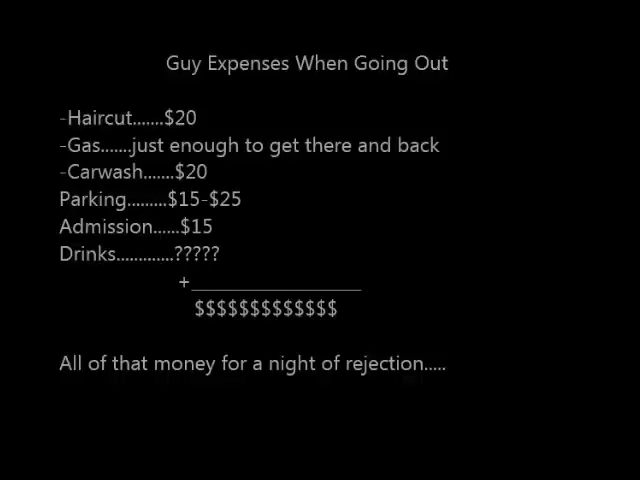 Guy Expenses When Going Out
-Haircut.......$20
-Gas.......just enough to get there and back
-Carwash.......$20
Parking.........$15-$25
Admission......$15
Drinks.............?????
+__________________
$$$$$$$$$$$$$
All of that money for a night of rejection.....